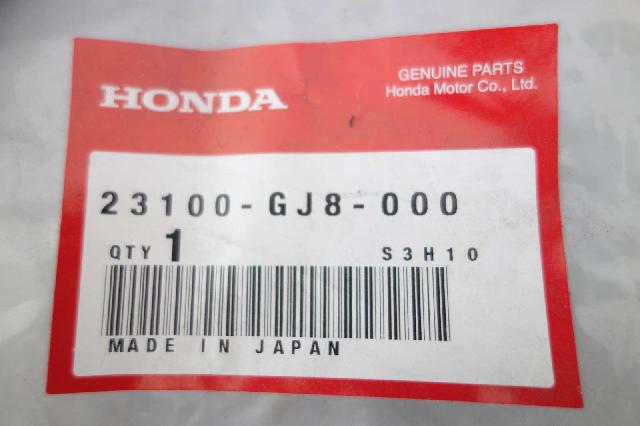 HONDA
GENUINE PARTS
Honda Motor Co., Ltd.
23100-GJ8-000
QTY 1 S3H10
MADE IN JAPAN